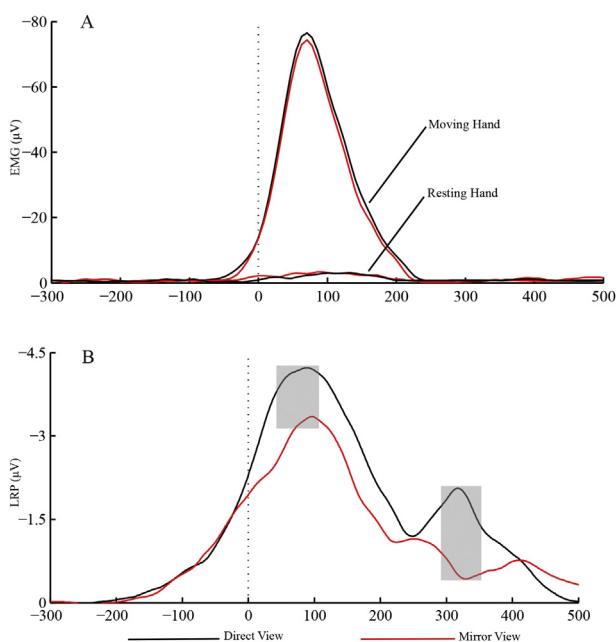 A
−80
−60
−40
−20
0
EMG (µV)
Moving Hand
Resting Hand
−300 −200 −100 0 100 200 300 400 500
B
−4.5
−3
−1.5
0
LRP (µV)
−300 −200 −100 0 100 200 300 400 500
Direct View Mirror View